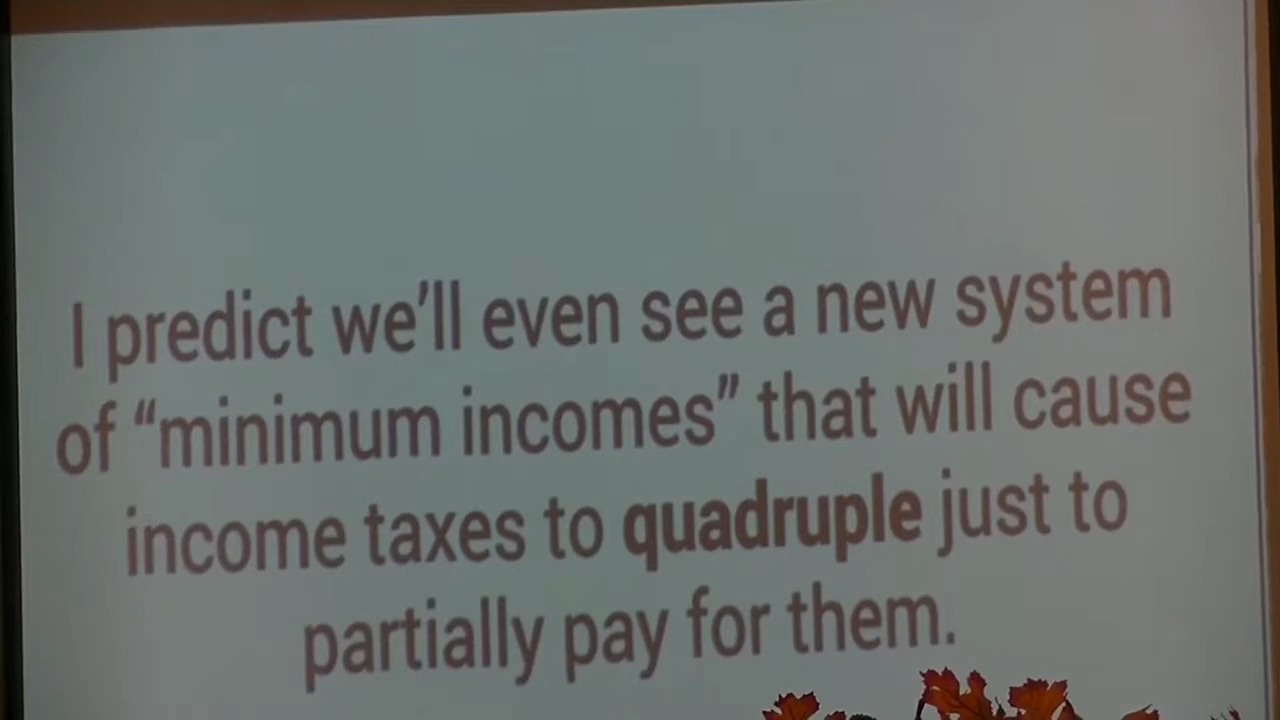 I predict we’ll even see a new system
of “minimum incomes” that will cause
income taxes to quadruple just to
partially pay for them.